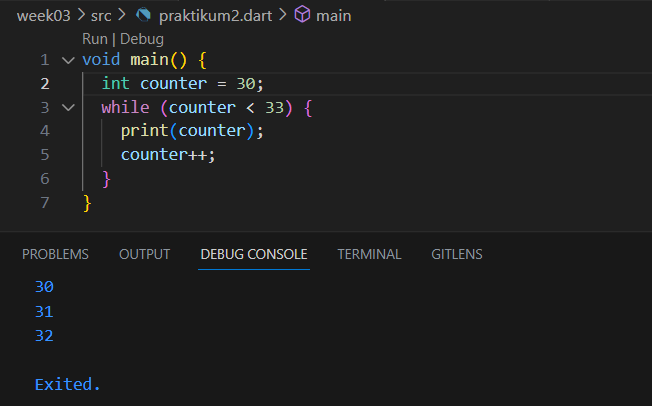 week03 > src > praktikum2.dart > main
Run | Debug
1 void main() {
2 int counter = 30;
3 while (counter < 33) {
4 print(counter);
5 counter++;
6 }
7 }
PROBLEMS OUTPUT DEBUG CONSOLE TERMINAL GITLENS
30
31
32
Exited.